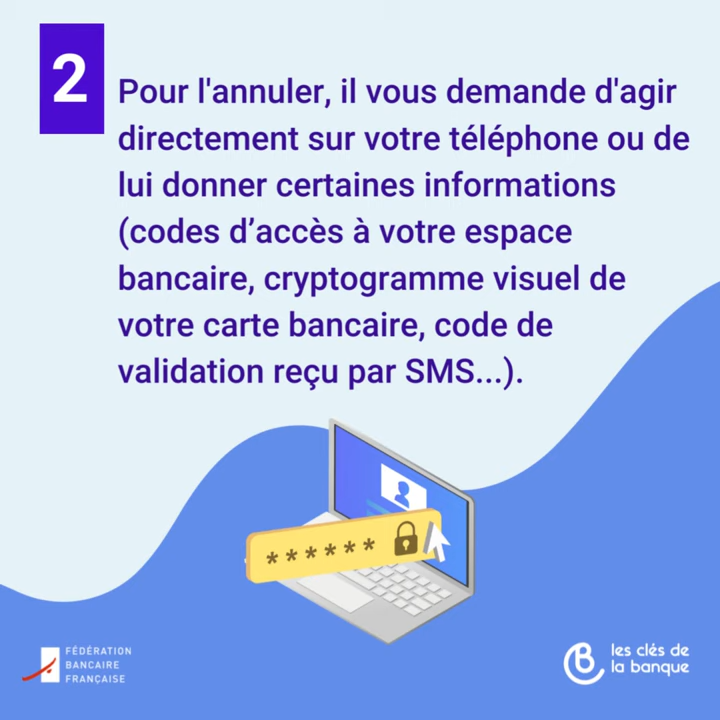 2
Pour l'annuler, il vous demande d'agir
directement sur votre téléphone ou de
lui donner certaines informations
(codes d’accès à votre espace
bancaire, cryptogramme visuel de
votre carte bancaire, code de
validation reçu par SMS...).
******
FÉDÉRATION
BANCAIRE
FRANÇAISE
B
les clés de
la banque